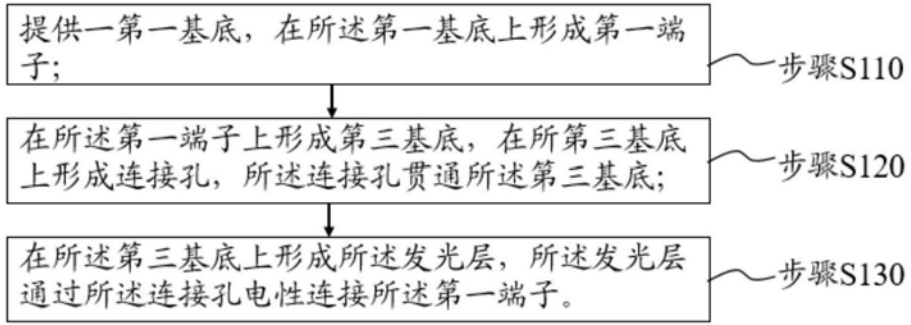 提供一第一基底，在所述第一基底上形成第一端
子；
步骤S110
在所述第一端子上形成第三基底，在所第三基底
上形成连接孔，所述连接孔贯通所述第三基底；
步骤S120
在所述第三基底上形成所述发光层，所述发光层
通过所述连接孔电性连接所述第一端子。
步骤S130